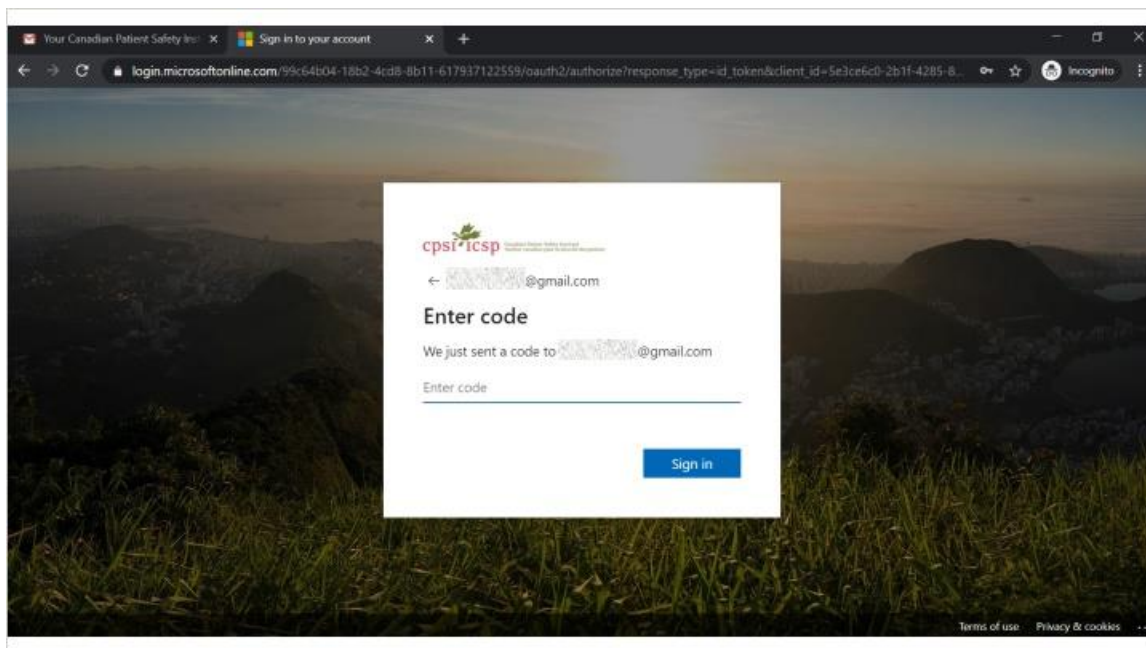 Your Canadian Patient Safety Ins
Sign in to your account
login.microsoftonline.com/99c64b04-18b2-4cd8-8b11-617937122559/oauth2/authorize?response_type=id_token&client_id=5e3ce6c0-2b1f-4285-8...
Incognito
cpsi icsp
@gmail.com
Enter code
We just sent a code to @gmail.com
Enter code
Sign in
Terms of use Privacy & cookies ...